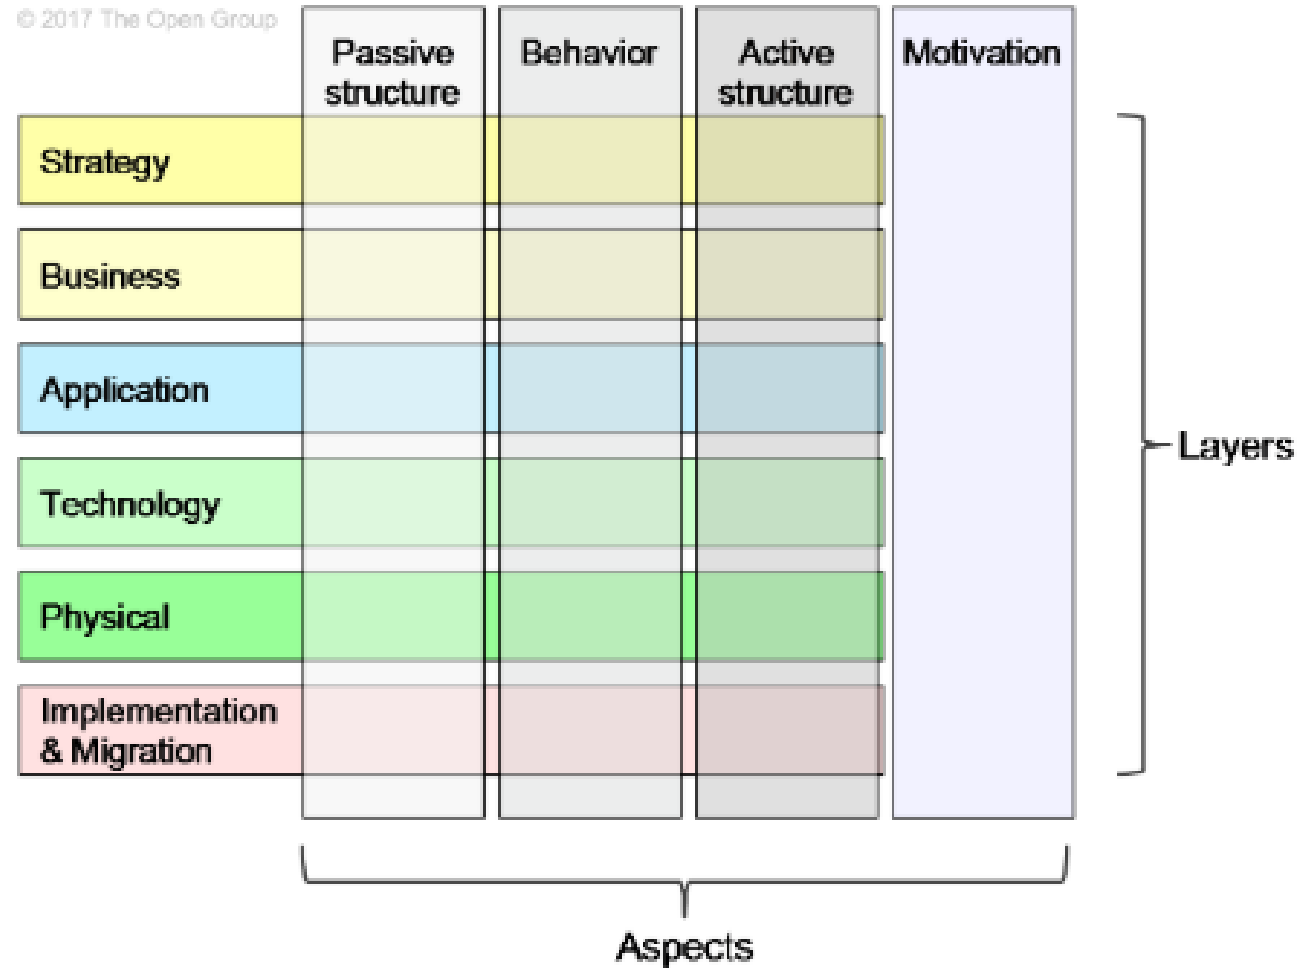 © 2017 The Open Group
Passive
structure
Behavior
Active
structure
Motivation
Strategy
Business
Application
Technology
Physical
Implementation
& Migration
Layers
Aspects